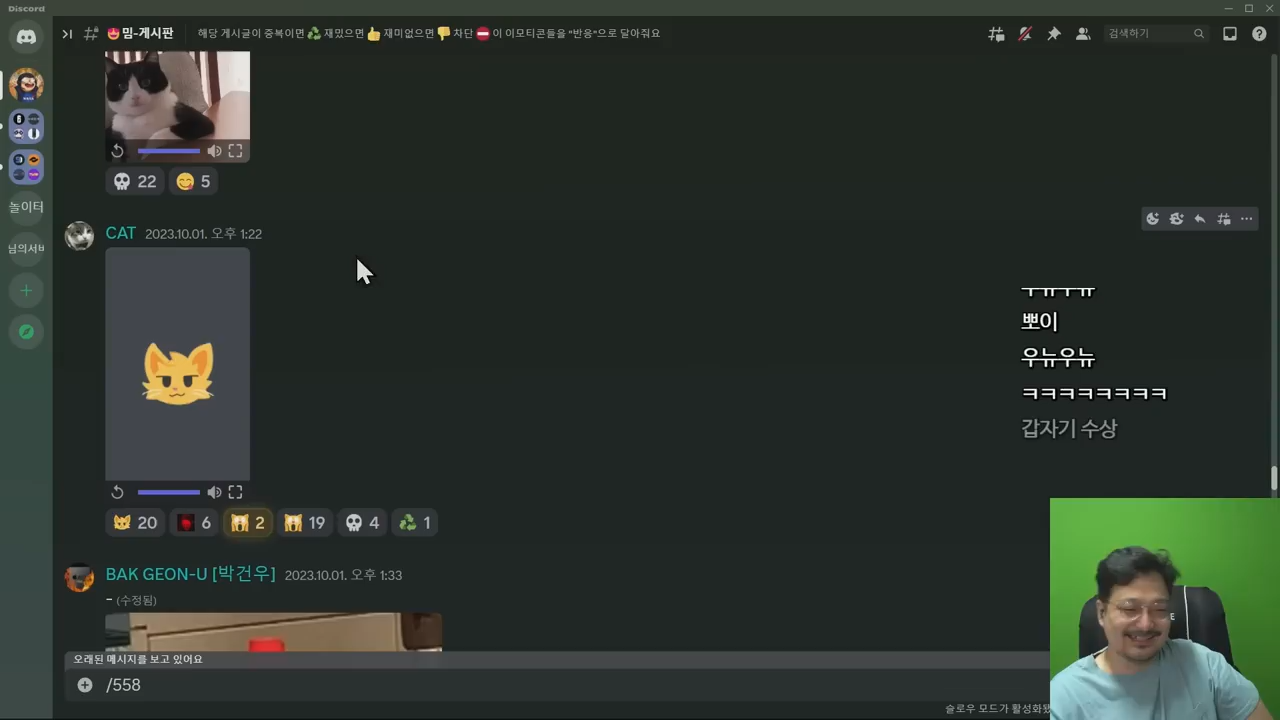 Discord
밈-게시판
해당 게시글이 중복이면 재밌으면 재미없으면 차단 이 이모티콘들을 "반응"으로 달아줘요
검색하기
22
5
놀이터
님의서버
CAT 2023.10.01. 오후 1:22
우뉴우뉴
뽀이
우뉴우뉴
ㅋㅋㅋㅋㅋㅋㅋㅋ
갑자기 수상
20
6
2
19
4
1
BAK GEON-U [박건우] 2023.10.01. 오후 1:33
- (수정됨)
오래된 메시지를 보고 있어요
/558
슬로우 모드가 활성화